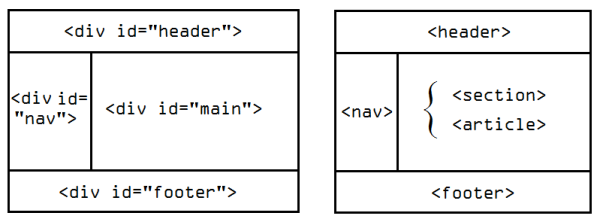 <div id="header">
<div id=
"nav">
<div id="main">
<div id="footer">
<header>
<nav>
<section>
<article>
<footer>